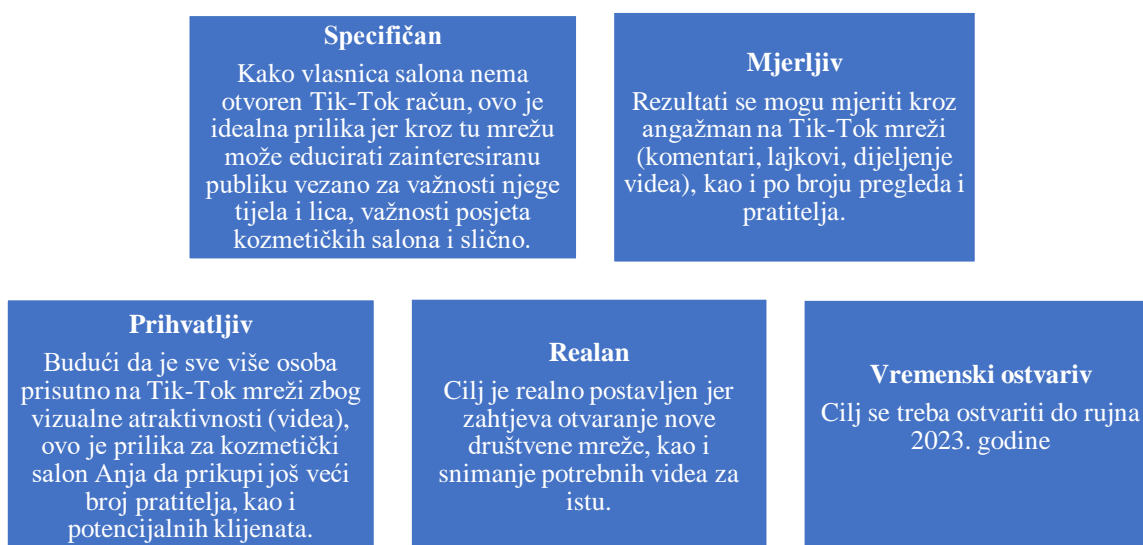 Specifičan
Kako vlasnica salona nema
otvoren Tik-Tok račun, ovo je
idealna prilika jer kroz tu mrežu
može educirati zainteresiranu
publiku vezano za važnosti njege
tijela i lica, važnosti posjeta
kozmetičkih salona i slično.
Mjerljiv
Rezultati se mogu mjeriti kroz
angažman na Tik-Tok mreži
(komentari, lajkovi, dijeljenje
videa), kao i po broju pregleda i
pratitelja.
Prihvatljiv
Budući da je sve više osoba
prisutno na Tik-Tok mreži zbog
vizualne atraktivnosti (videa),
ovo je prilika za kozmetički
salon Anja da prikupi još veći
broj pratitelja, kao i
potencijalnih klijenata.
Realan
Cilj je realno postavljen jer
zahtjeva otvaranje nove
društvene mreže, kao i
snimanje potrebnih videa za
istu.
Vremenski ostvariv
Cilj se treba ostvariti do rujna
2023. godine